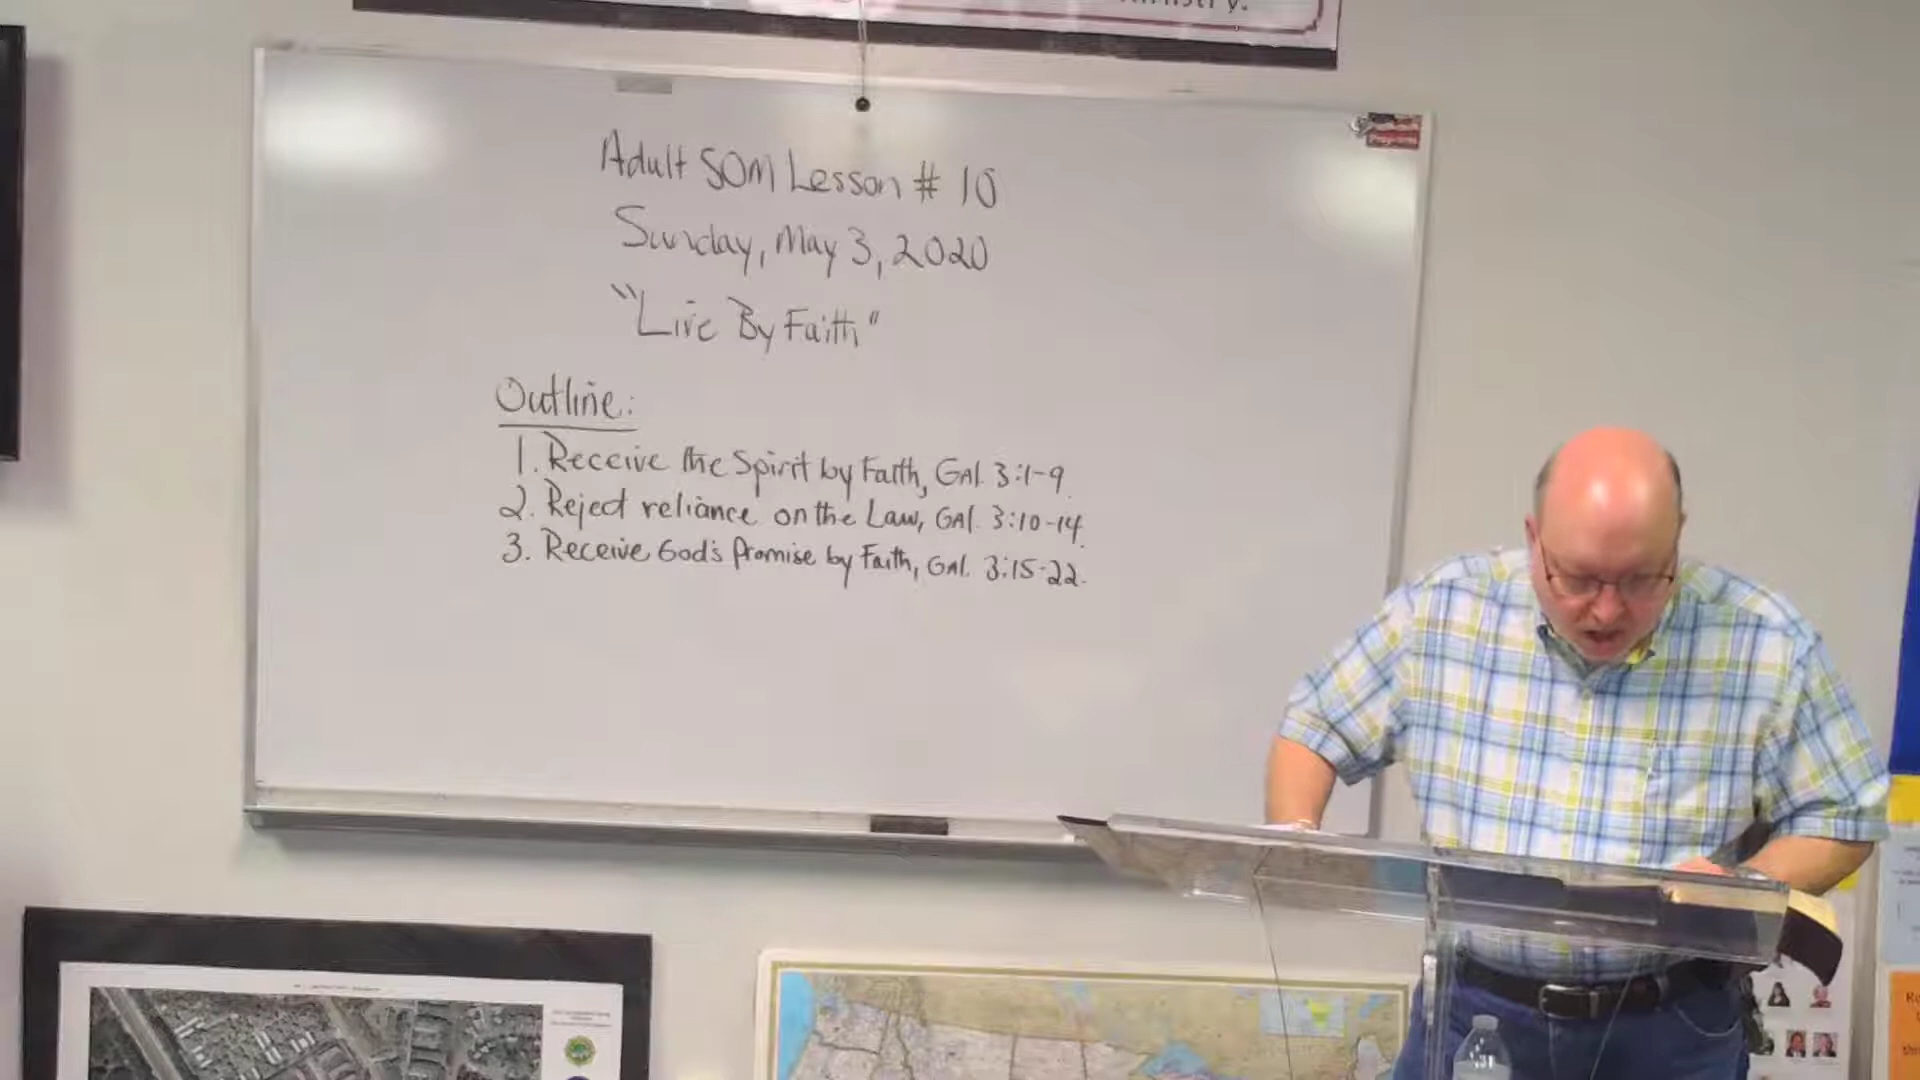 Adult SOM Lesson # 10
Sunday, May 3, 2020
"Live By Faith"
Outline:
1. Receive the Spirit by Faith, GAl. 3:1-9.
2. Reject reliance on the Law, GAl. 3:10-14.
3. Receive God's Promise by Faith, GAl. 3:15-22.